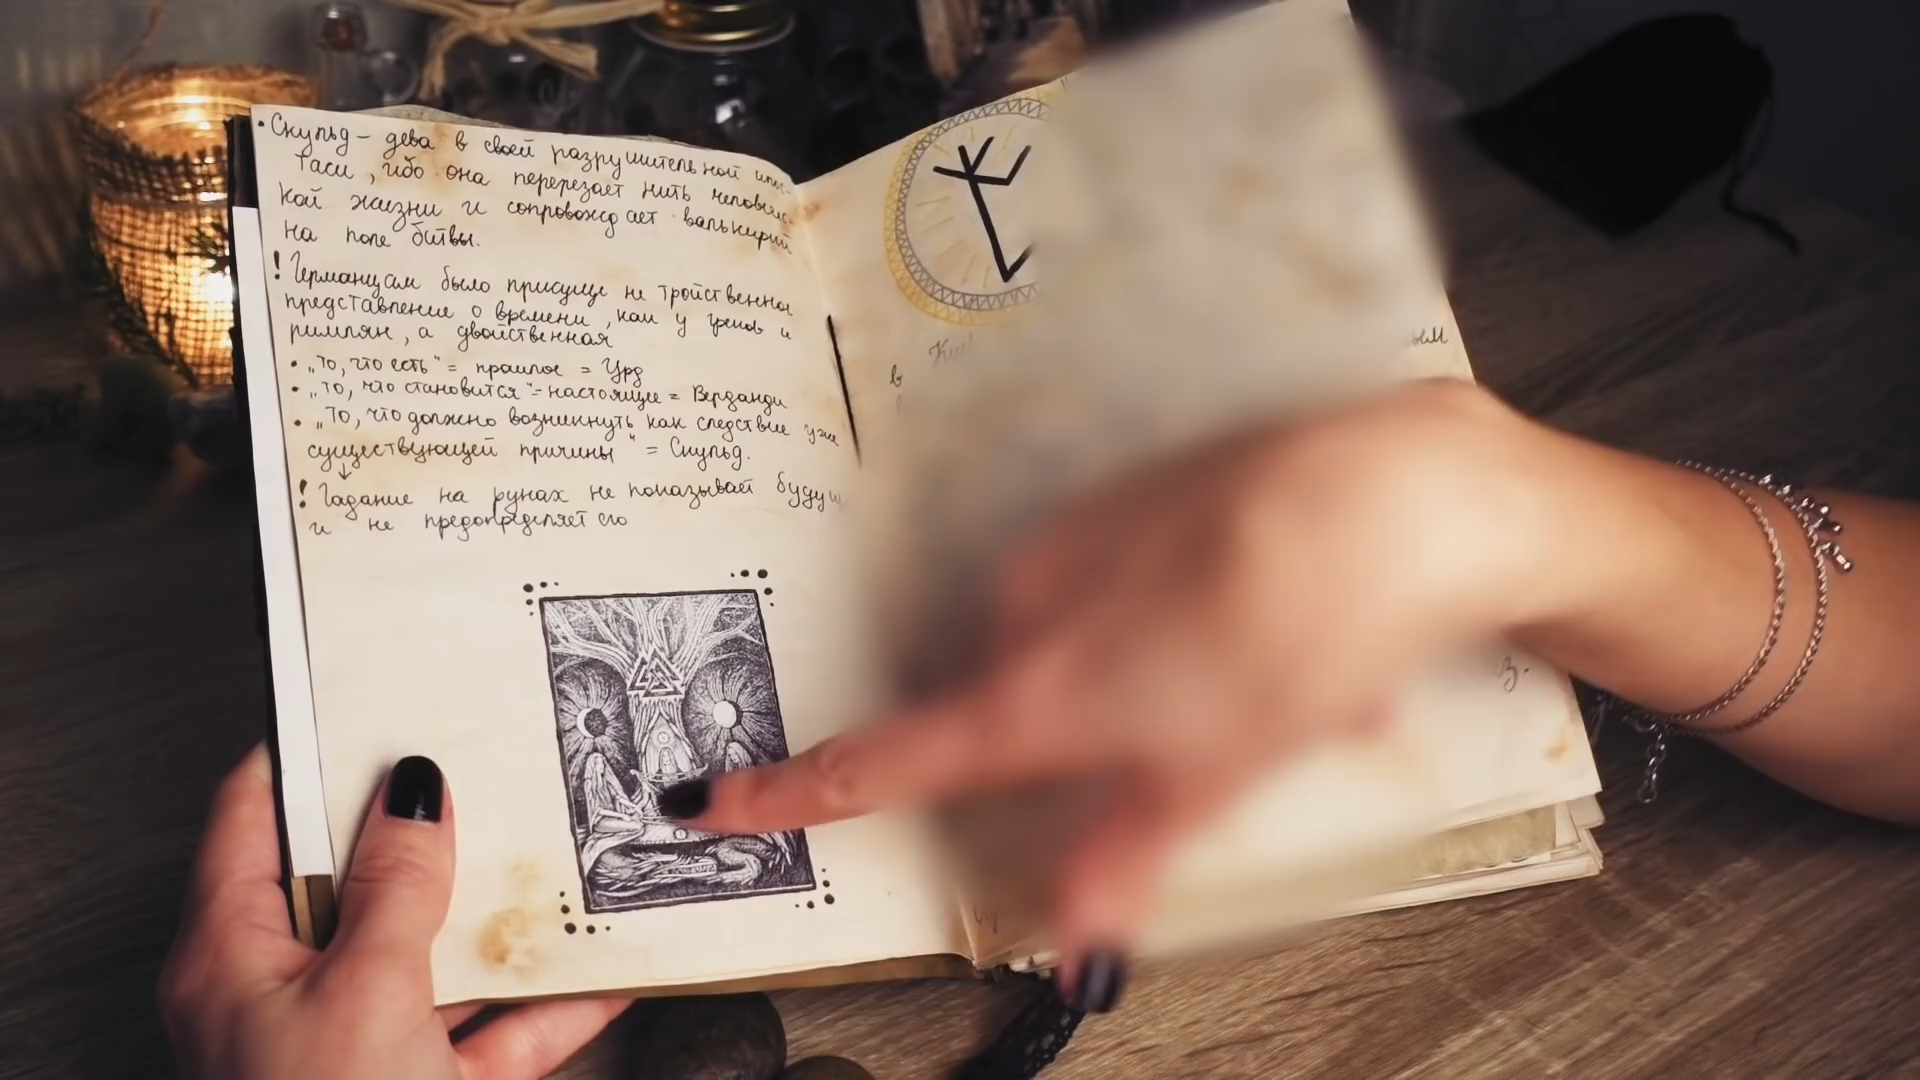 • Скульд – дева в своей разрушительной ипос-
таси, ибо она перерезает нить человечес-
кой жизни и сопровождает валькирий
на поле битвы.
! Германцам было присуще не тройственное
представление о времени, как у греков и
римлян, а двойственная
• „То, что есть" = прошлое = Урд
• „То, что становится" = настоящее = Верданди
• „То, что должно возникнуть как следствие уже
существующей причины" = Скульд.
↓
! Гадание на рунах не показывает будущ
и не предопределяет его
в